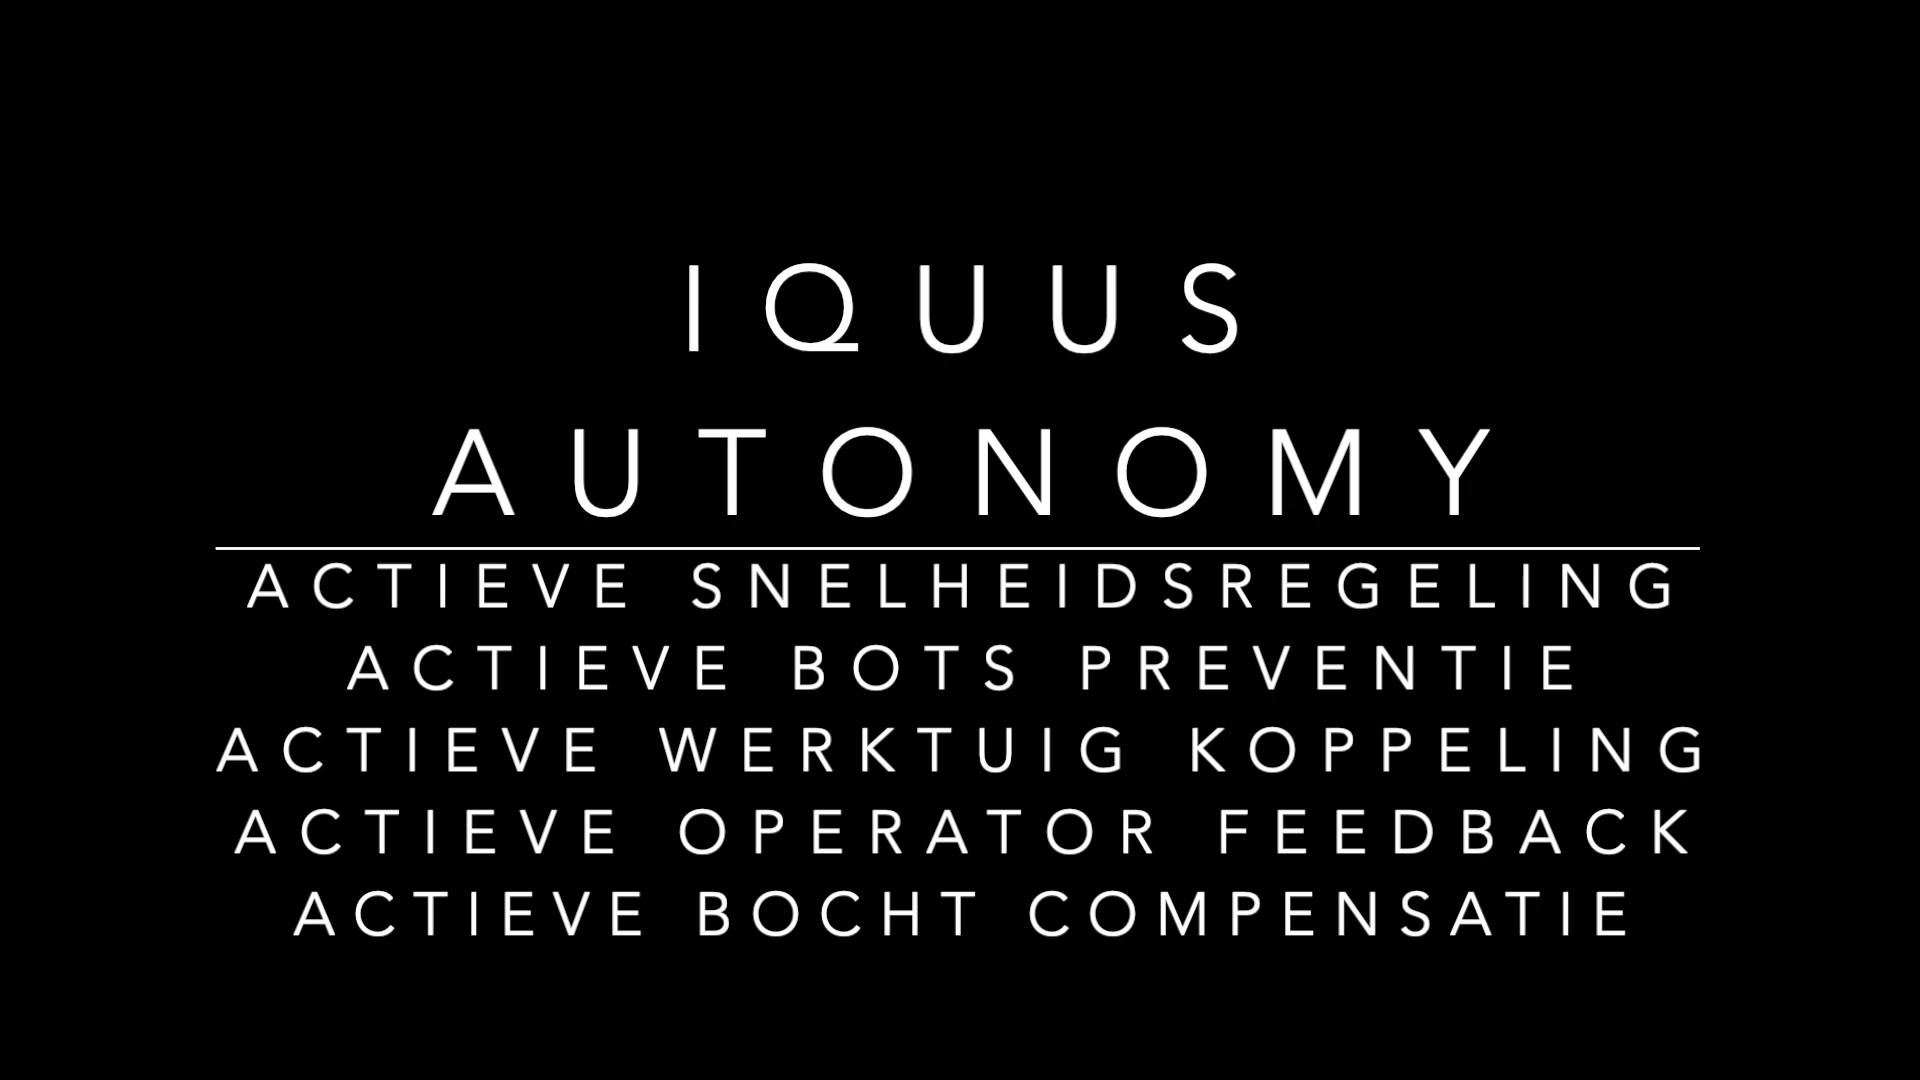 IQUUS
AUTONOMY
ACTIEVE SNELHEIDSREGELING
ACTIEVE BOTS PREVENTIE
ACTIEVE WERKTUIG KOPPELING
ACTIEVE OPERATOR FEEDBACK
ACTIEVE BOCHT COMPENSATIE